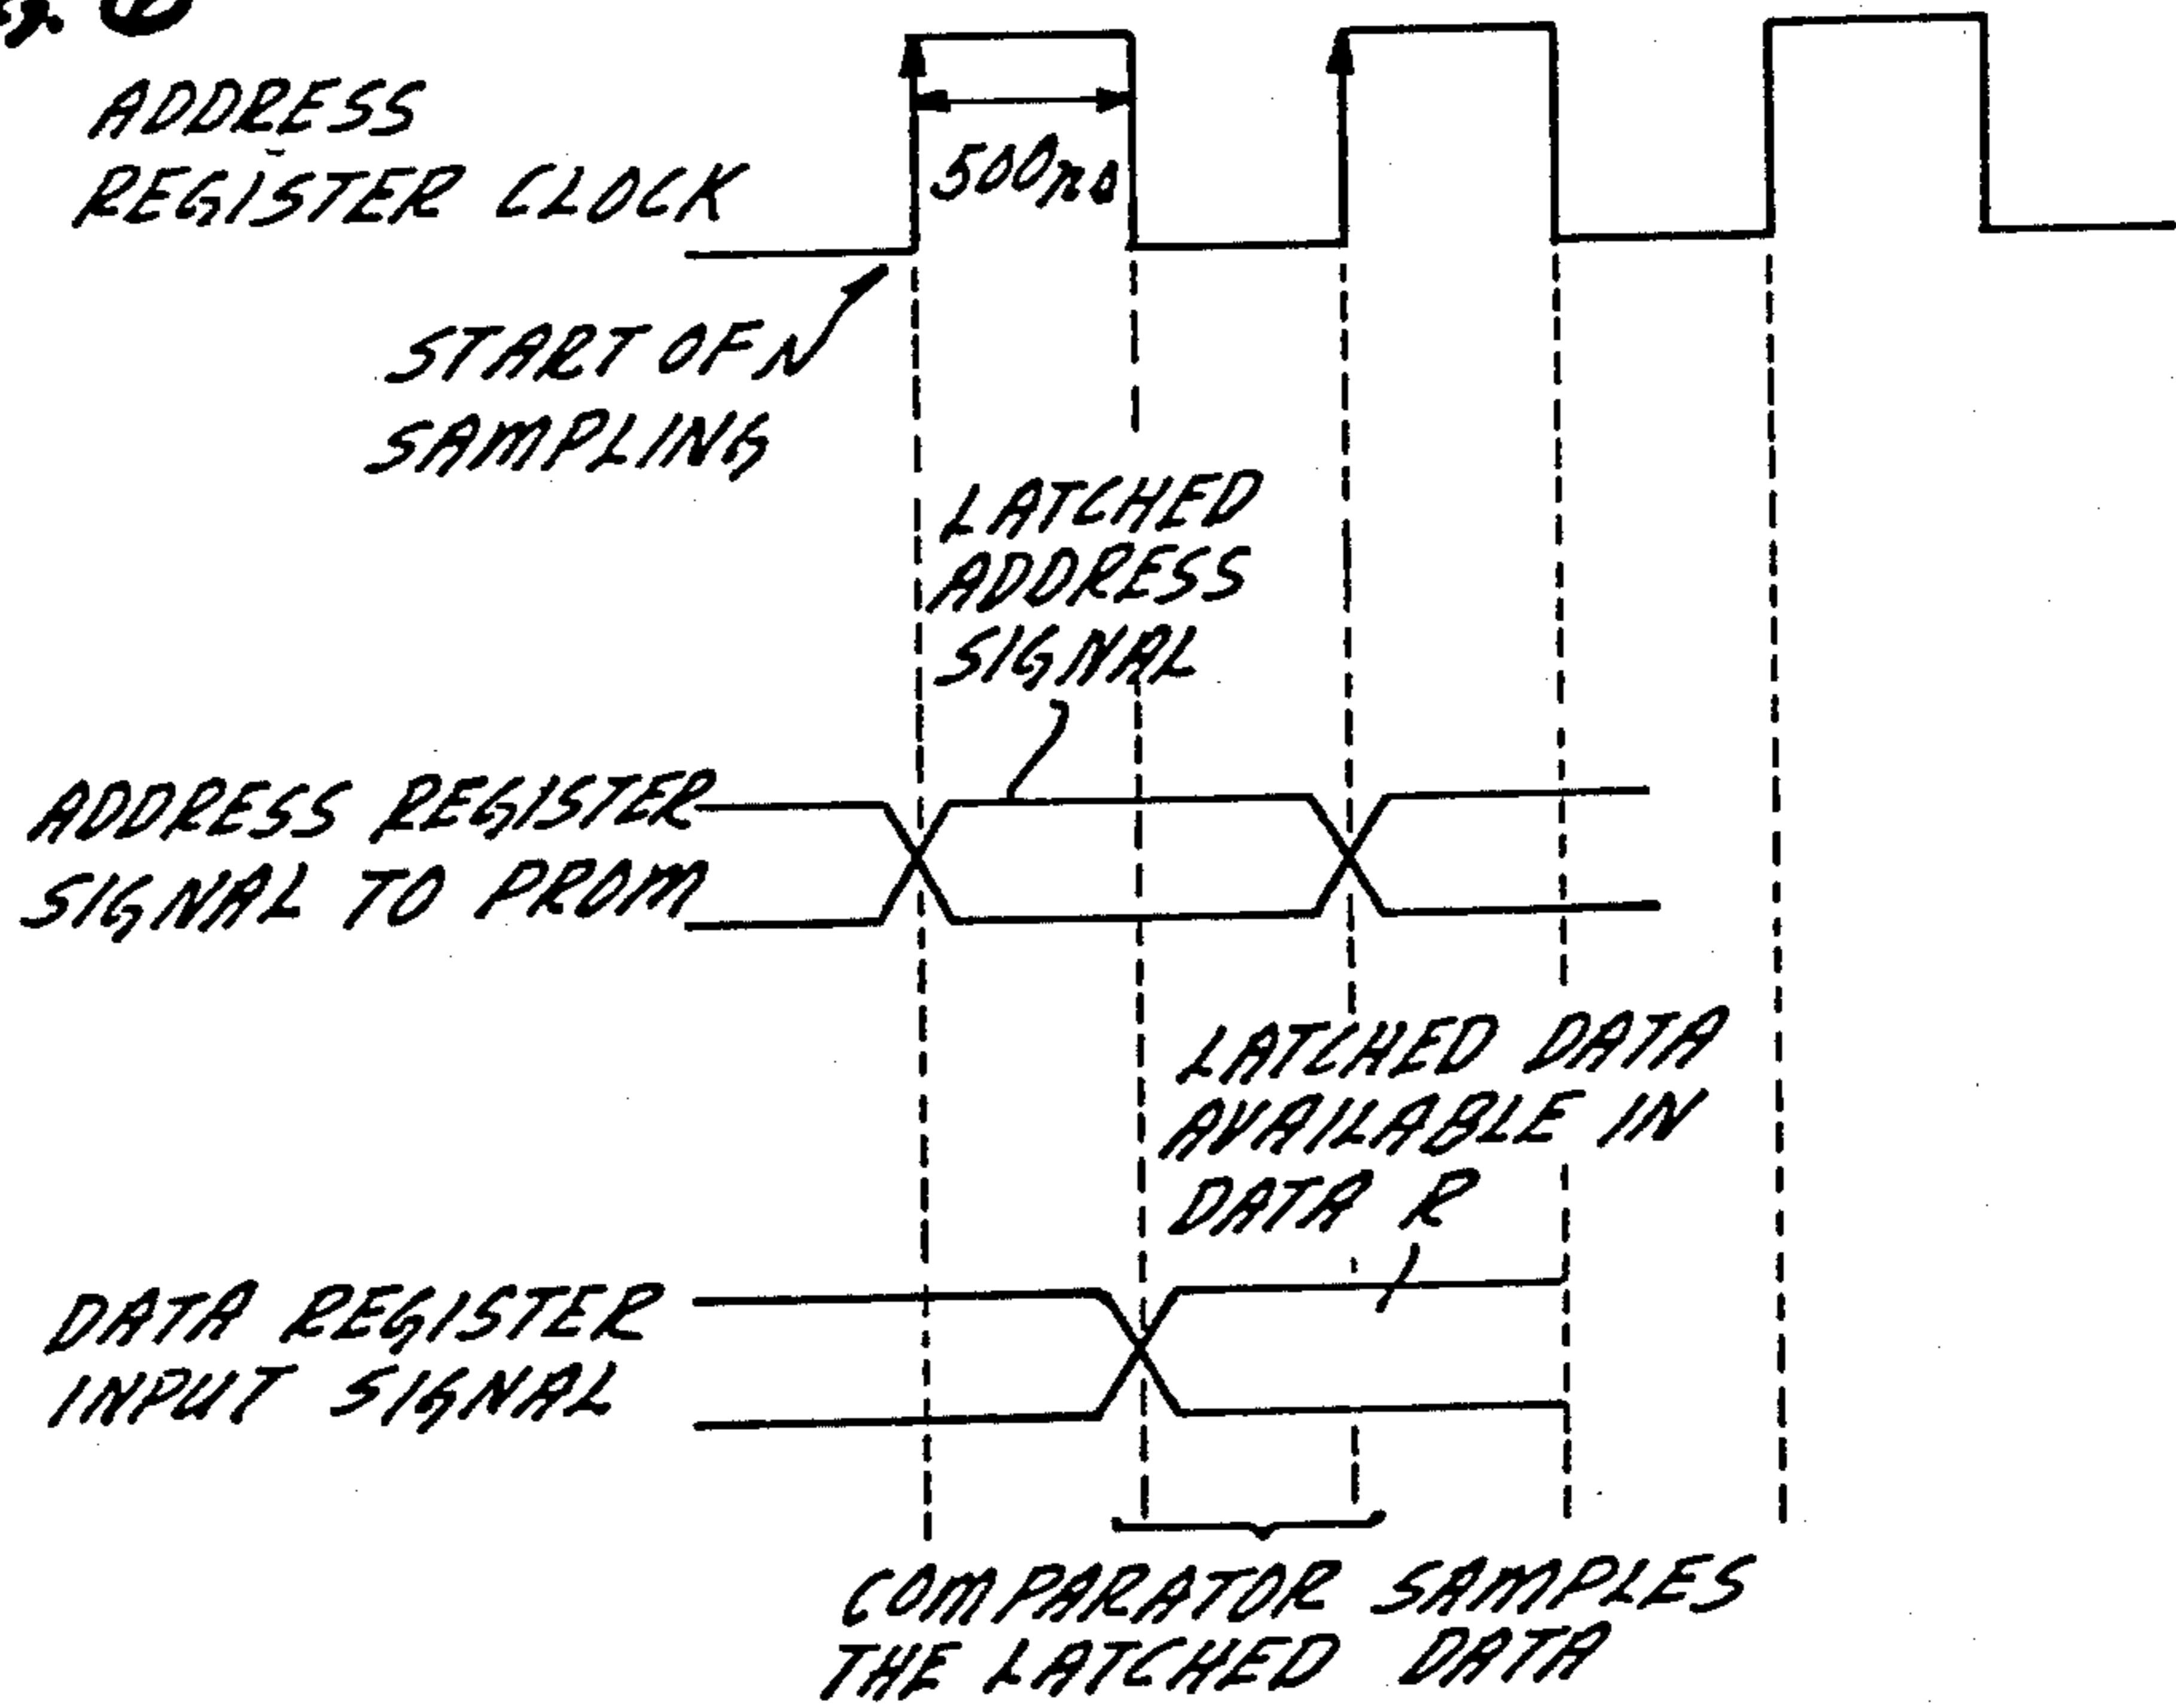 ADDRESS
REGISTER CLOCK
500ns
START OF N
SAMPLING
LATCHED
ADDRESS
SIGNAL
ADDRESS REGISTER
SIGNAL TO PROM
LATCHED DATA
AVAILABLE IN
DATA R
DATA REGISTER
INPUT SIGNAL
COMPARATOR SAMPLES
THE LATCHED DATA